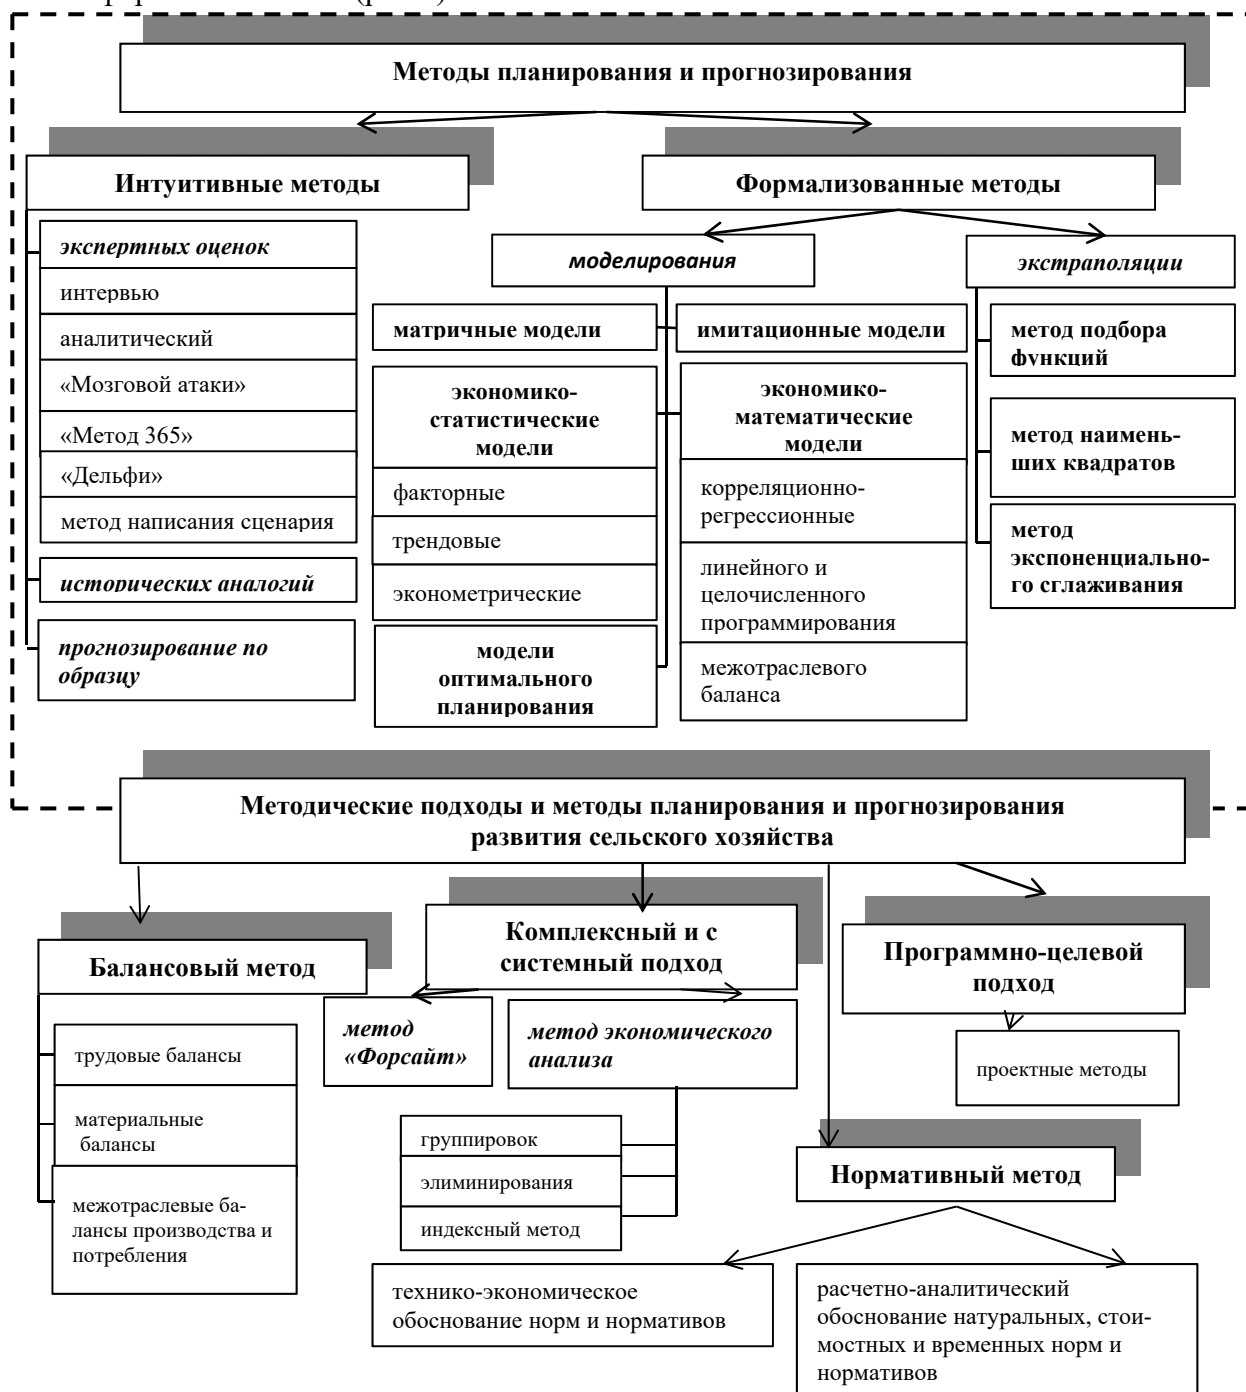 Методы планирования и прогнозирования
Интуитивные методы
Формализованные методы
экспертных оценок
интервью
аналитический
«Мозговой атаки»
«Метод 365»
«Дельфи»
метод написания сценария
исторических аналогий
прогнозирование по
образцу
моделирования
матричные модели
имитационные модели
экономико-
статистические
модели
факторные
трендовые
эконометрические
модели
оптимального
планирования
экономико-
математические
модели
корреляционно-
регрессионные
линейного и
целочисленного
программирования
межотраслевого
баланса
экстраполяции
метод подбора
функций
метод наимень-
ших квадратов
метод
экспоненциально-
го сглаживания
Методические подходы и методы планирования и прогнозирования
развития сельского хозяйства
Балансовый метод
трудовые балансы
материальные
балансы
межотраслевые ба-
лансы производства и
потребления
Комплексный и с
системный подход
метод
«Форсайт»
метод экономического
анализа
группировок
элиминирования
индексный метод
Программно-целевой
подход
проектные методы
Нормативный метод
технико-экономическое
обоснование норм и нормативов
расчетно-аналитический
обоснование натуральных, стои-
мостных и временных норм и
нормативов